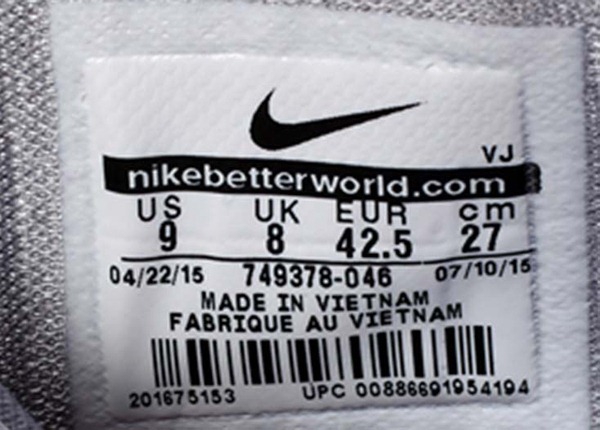 VJ
nikebetterworld.com
US UK EUR cm
9 8 42.5 27
04/22/15 749378-046 07/10/15
MADE IN VIETNAM
FABRIQUE AU VIETNAM
201675153 UPC 00886691954194